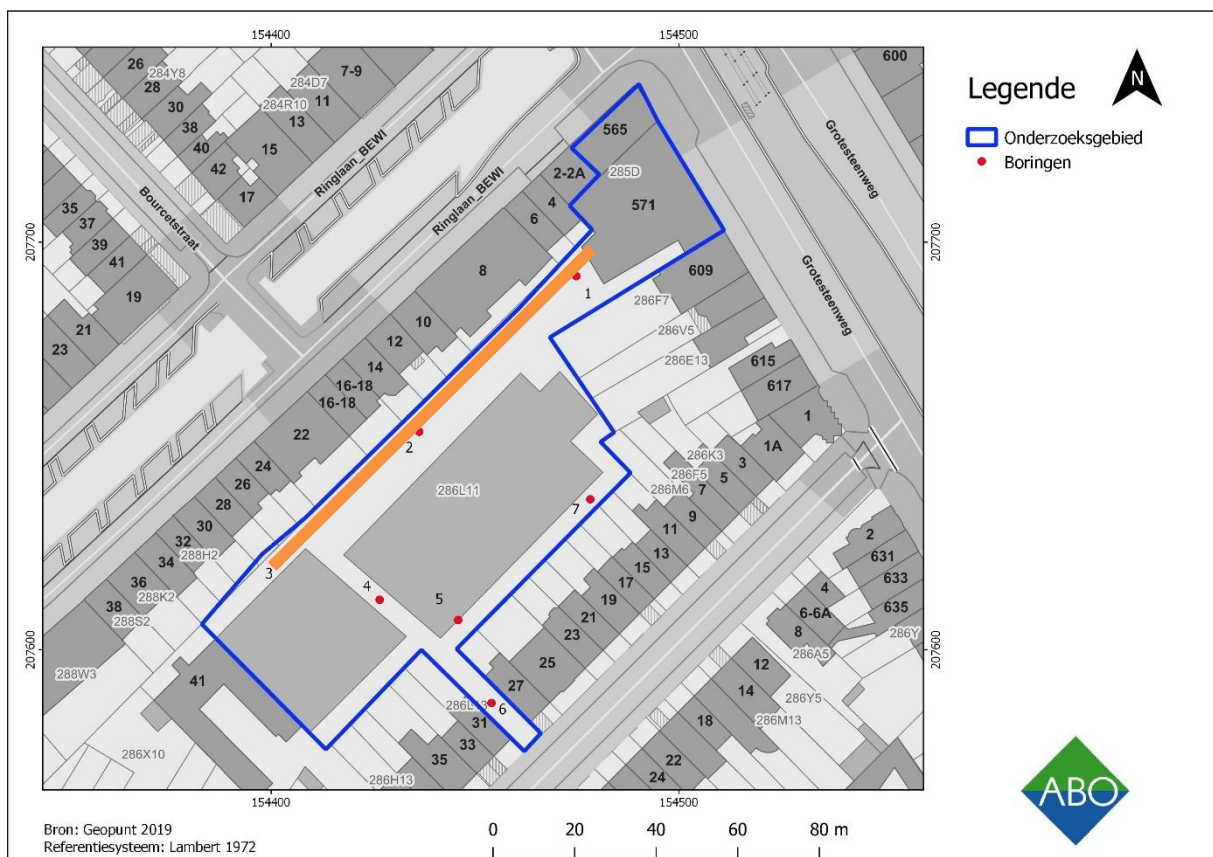 154400
154500
207700
207700
207600
207600
154400
154500
26
284Y8
28
30
38
40
42
17
284D7
284R10
7-9
11
13
15
Ringlaan_BEWI
Ringlaan_BEWI
Bourcetstraat
Grotesteenweg
Grotesteenweg
600
565
2-2A
285D
571
4
6
8
10
12
14
16-18
16-18
22
24
26
28
30
32
34
36
38
288H2
288K2
288S2
288W3
35
37
39
41
19
21
23
609
286F7
286V5
286E13
615
617
1
1A
3
5
7
9
11
13
15
17
19
21
23
25
27
31
33
35
286K3
286F5
286M6
286L11
286L13
286H13
286X10
41
1
2
3
4
5
6
7
2
631
633
635
4
6-6A
8
286A5
286Y
286Y5
286M13
12
14
18
22
24
Legende
N
Onderzoeksgebied
Boringen
ABO
Bron: Geopunt 2019
Referentiesysteem: Lambert 1972
0 20 40 60 80 m